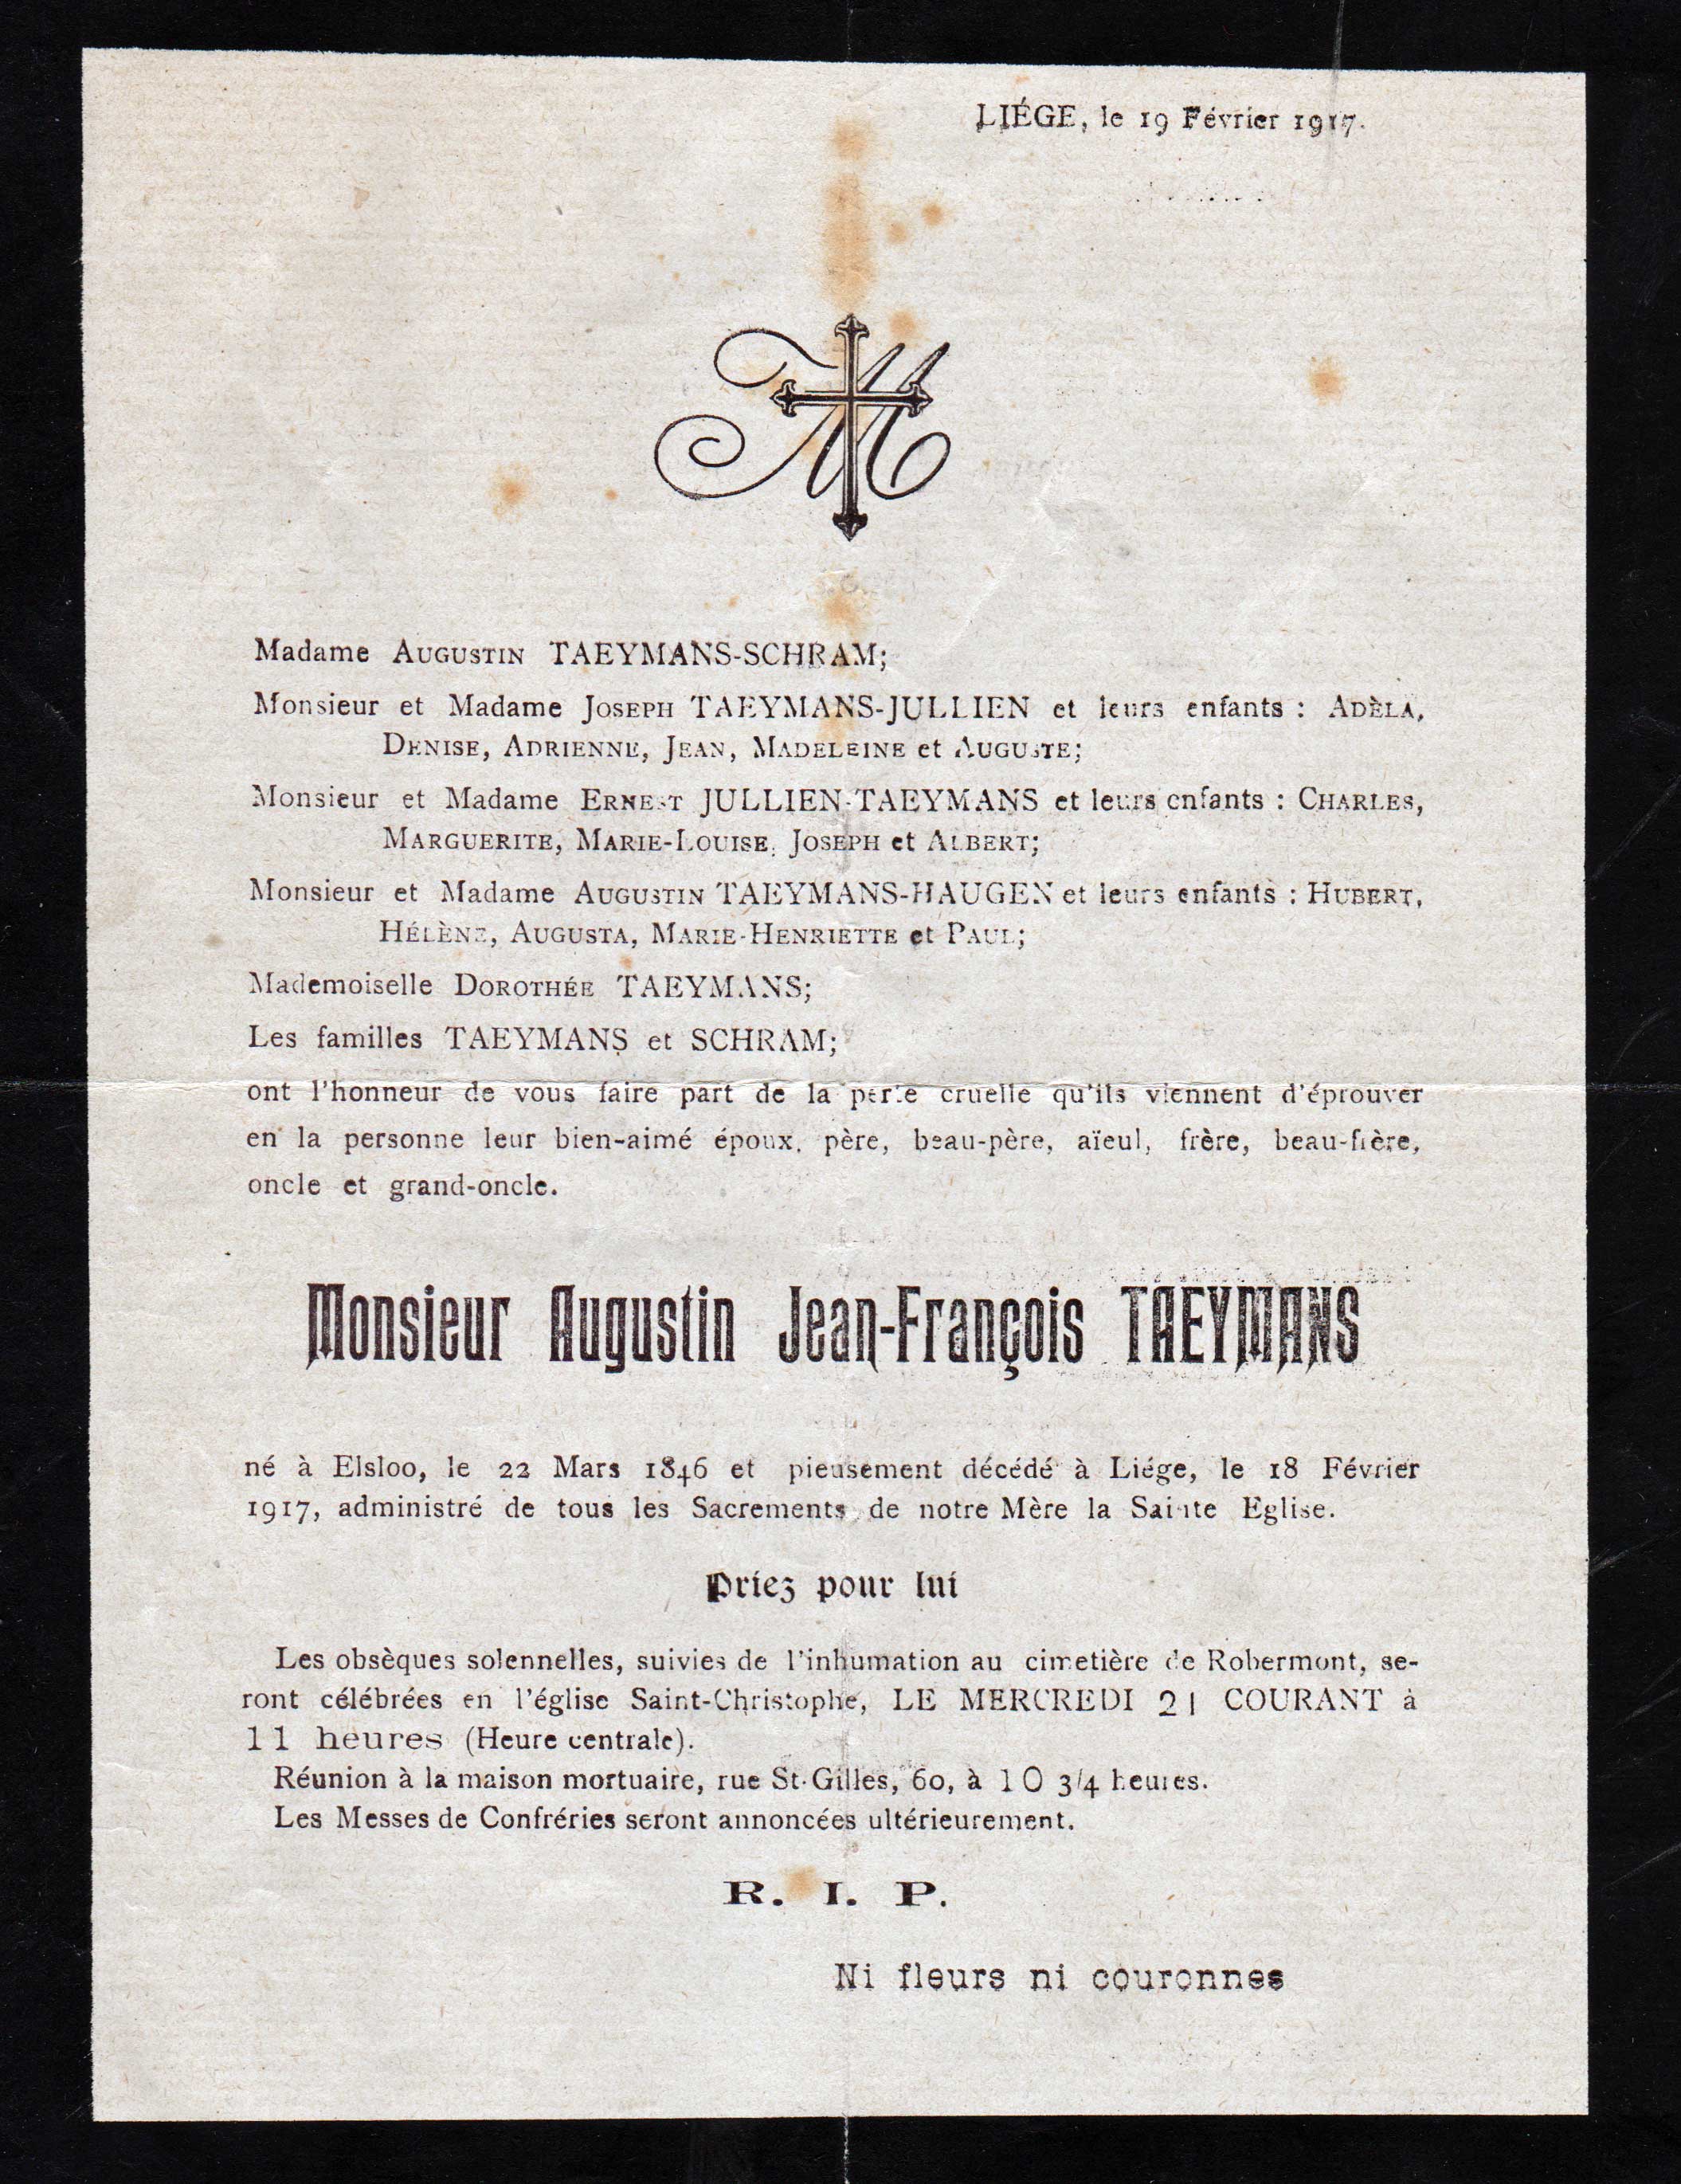 LIÉGE, le 19 Février 1917.
M
Madame AUGUSTIN TAEYMANS-SCHRAM;
Monsieur et Madame JOSEPH TAEYMANS-JULLIEN et leurs enfants : ADÈLA,
DENISE, ADRIENNE, JEAN, MADELEINE et AUGUSTE;
Monsieur et Madame ERNEST JULLIEN-TAEYMANS et leurs enfants : CHARLES,
MARGUERITE, MARIE-LOUISE, JOSEPH et ALBERT;
Monsieur et Madame AUGUSTIN TAEYMANS-HAUGEN et leurs enfants : HUBERT,
HÉLÈNE, AUGUSTA, MARIE-HENRIETTE et PAUL;
Mademoiselle DOROTHÉE TAEYMANS;
Les familles TAEYMANS et SCHRAM;
ont l'honneur de vous faire part de la perte cruelle qu'ils viennent d'éprouver
en la personne leur bien-aimé époux, père, beau-père, aïeul, frère, beau-frère,
oncle et grand-oncle.
Monsieur Augustin Jean-François TAEYMANS
né à Elsloo, le 22 Mars 1846 et pieusement décédé à Liége, le 18 Février
1917, administré de tous les Sacrements de notre Mère la Sainte Eglise.
Priez pour lui
Les obsèques solennelles, suivies de l'inhumation au cimetière de Robermont, se-
ront célébrées en l'église Saint-Christophe, LE MERCREDI 21 COURANT à
11 heures (Heure centrale).
Réunion à la maison mortuaire, rue St-Gilles, 60, à 10 3/4 heures.
Les Messes de Confréries seront annoncées ultérieurement.
R. I. P.
Ni fleurs ni couronnes